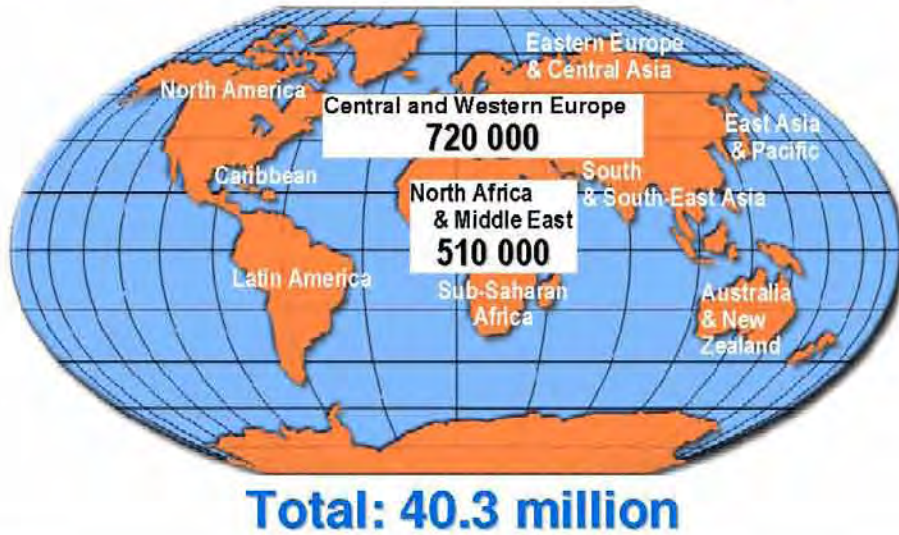 Eastern Europe
& Central Asia
North America
Central and Western Europe
720 000
East Asia
& Pacific
Caribbean
South
& South-East Asia
North Africa
& Middle East
510 000
Latin America
Sub-Saharan
Africa
Australia
& New
Zealand
Total: 40.3 million